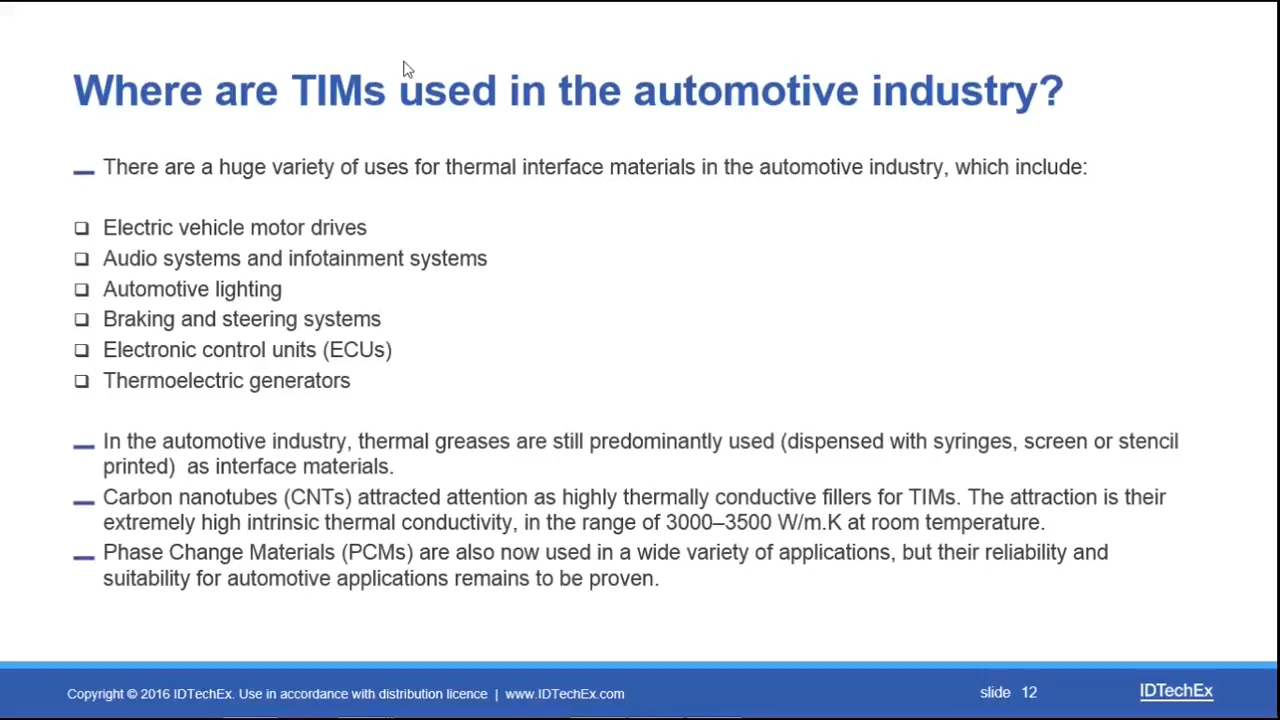 Where are TIMs used in the automotive industry?
There are a huge variety of uses for thermal interface materials in the automotive industry, which include:
Electric vehicle motor drives
Audio systems and infotainment systems
Automotive lighting
Braking and steering systems
Electronic control units (ECUs)
Thermoelectric generators
In the automotive industry, thermal greases are still predominantly used (dispensed with syringes, screen or stencil
printed)  as interface materials.
Carbon nanotubes (CNTs) attracted attention as highly thermally conductive fillers for TIMs. The attraction is their
extremely high intrinsic thermal conductivity, in the range of 3000–3500 W/m.K at room temperature.
Phase Change Materials (PCMs) are also now used in a wide variety of applications, but their reliability and
suitability for automotive applications remains to be proven.
Copyright © 2016 IDTechEx. Use in accordance with distribution licence | www.IDTechEx.com
slide 12
IDTechEx